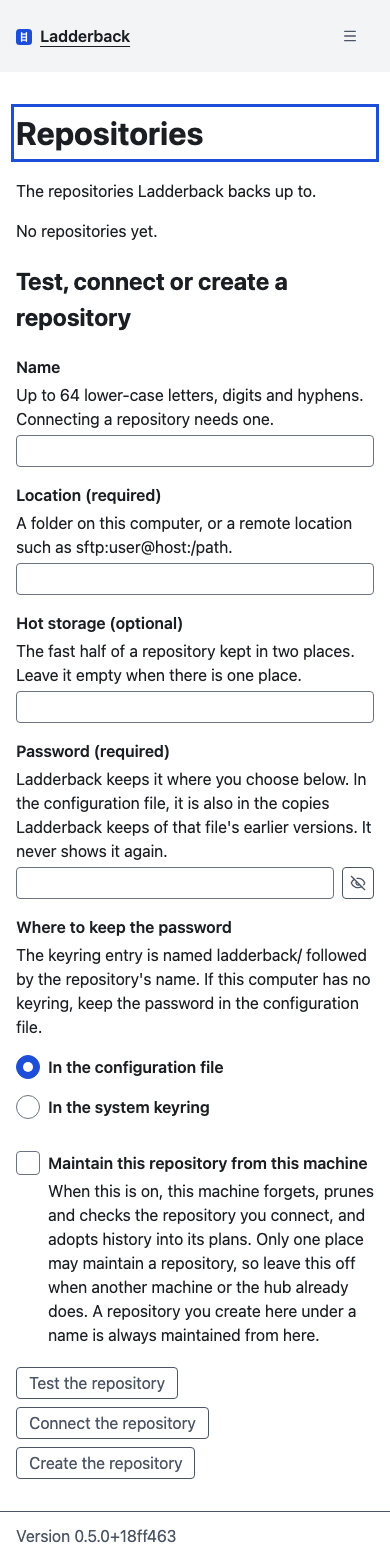 Ladderback
Repositories
The repositories Ladderback backs up to.
No repositories yet.
Test, connect or create a
repository
Name
Up to 64 lower-case letters, digits and hyphens.
Connecting a repository needs one.
Location (required)
A folder on this computer, or a remote location
such as sftp:user@host:/path.
Hot storage (optional)
The fast half of a repository kept in two places.
Leave it empty when there is one place.
Password (required)
Ladderback keeps it where you choose below. In
the configuration file, it is also in the copies
Ladderback keeps of that file's earlier versions. It
never shows it again.
Where to keep the password
The keyring entry is named ladderback/ followed
by the repository's name. If this computer has no
keyring, keep the password in the configuration
file.
In the configuration file
In the system keyring
Maintain this repository from this machine
When this is on, this machine forgets, prunes
and checks the repository you connect, and
adopts history into its plans. Only one place
may maintain a repository, so leave this off
when another machine or the hub already
does. A repository you create here under a
name is always maintained from here.
Test the repository
Connect the repository
Create the repository
Version 0.5.0+18ff463